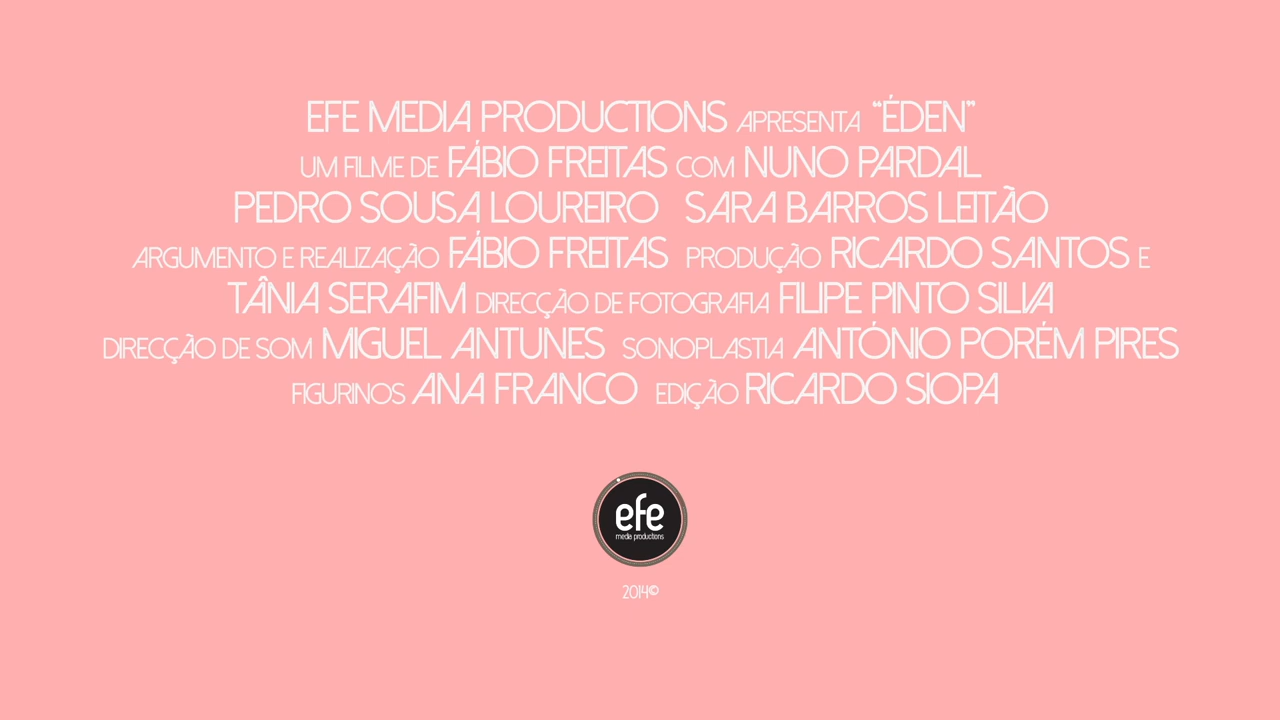 EFE MEDIA PRODUCTIONS APRESENTA “ÉDEN”
UM FILME DE FÁBIO FREITAS COM NUNO PARDAL
PEDRO SOUSA LOUREIRO SARA BARROS LEITÃO
ARGUMENTO E REALIZAÇÃO FÁBIO FREITAS PRODUÇÃO RICARDO SANTOS E
TÂNIA SERAFIM DIRECÇÃO DE FOTOGRAFIA FILIPE PINTO SILVA
DIRECÇÃO DE SOM MIGUEL ANTUNES SONOPLASTIA ANTÓNIO PORÉM PIRES
FIGURINOS ANA FRANCO EDIÇÃO RICARDO SIOPA
efe
media productions
2014©